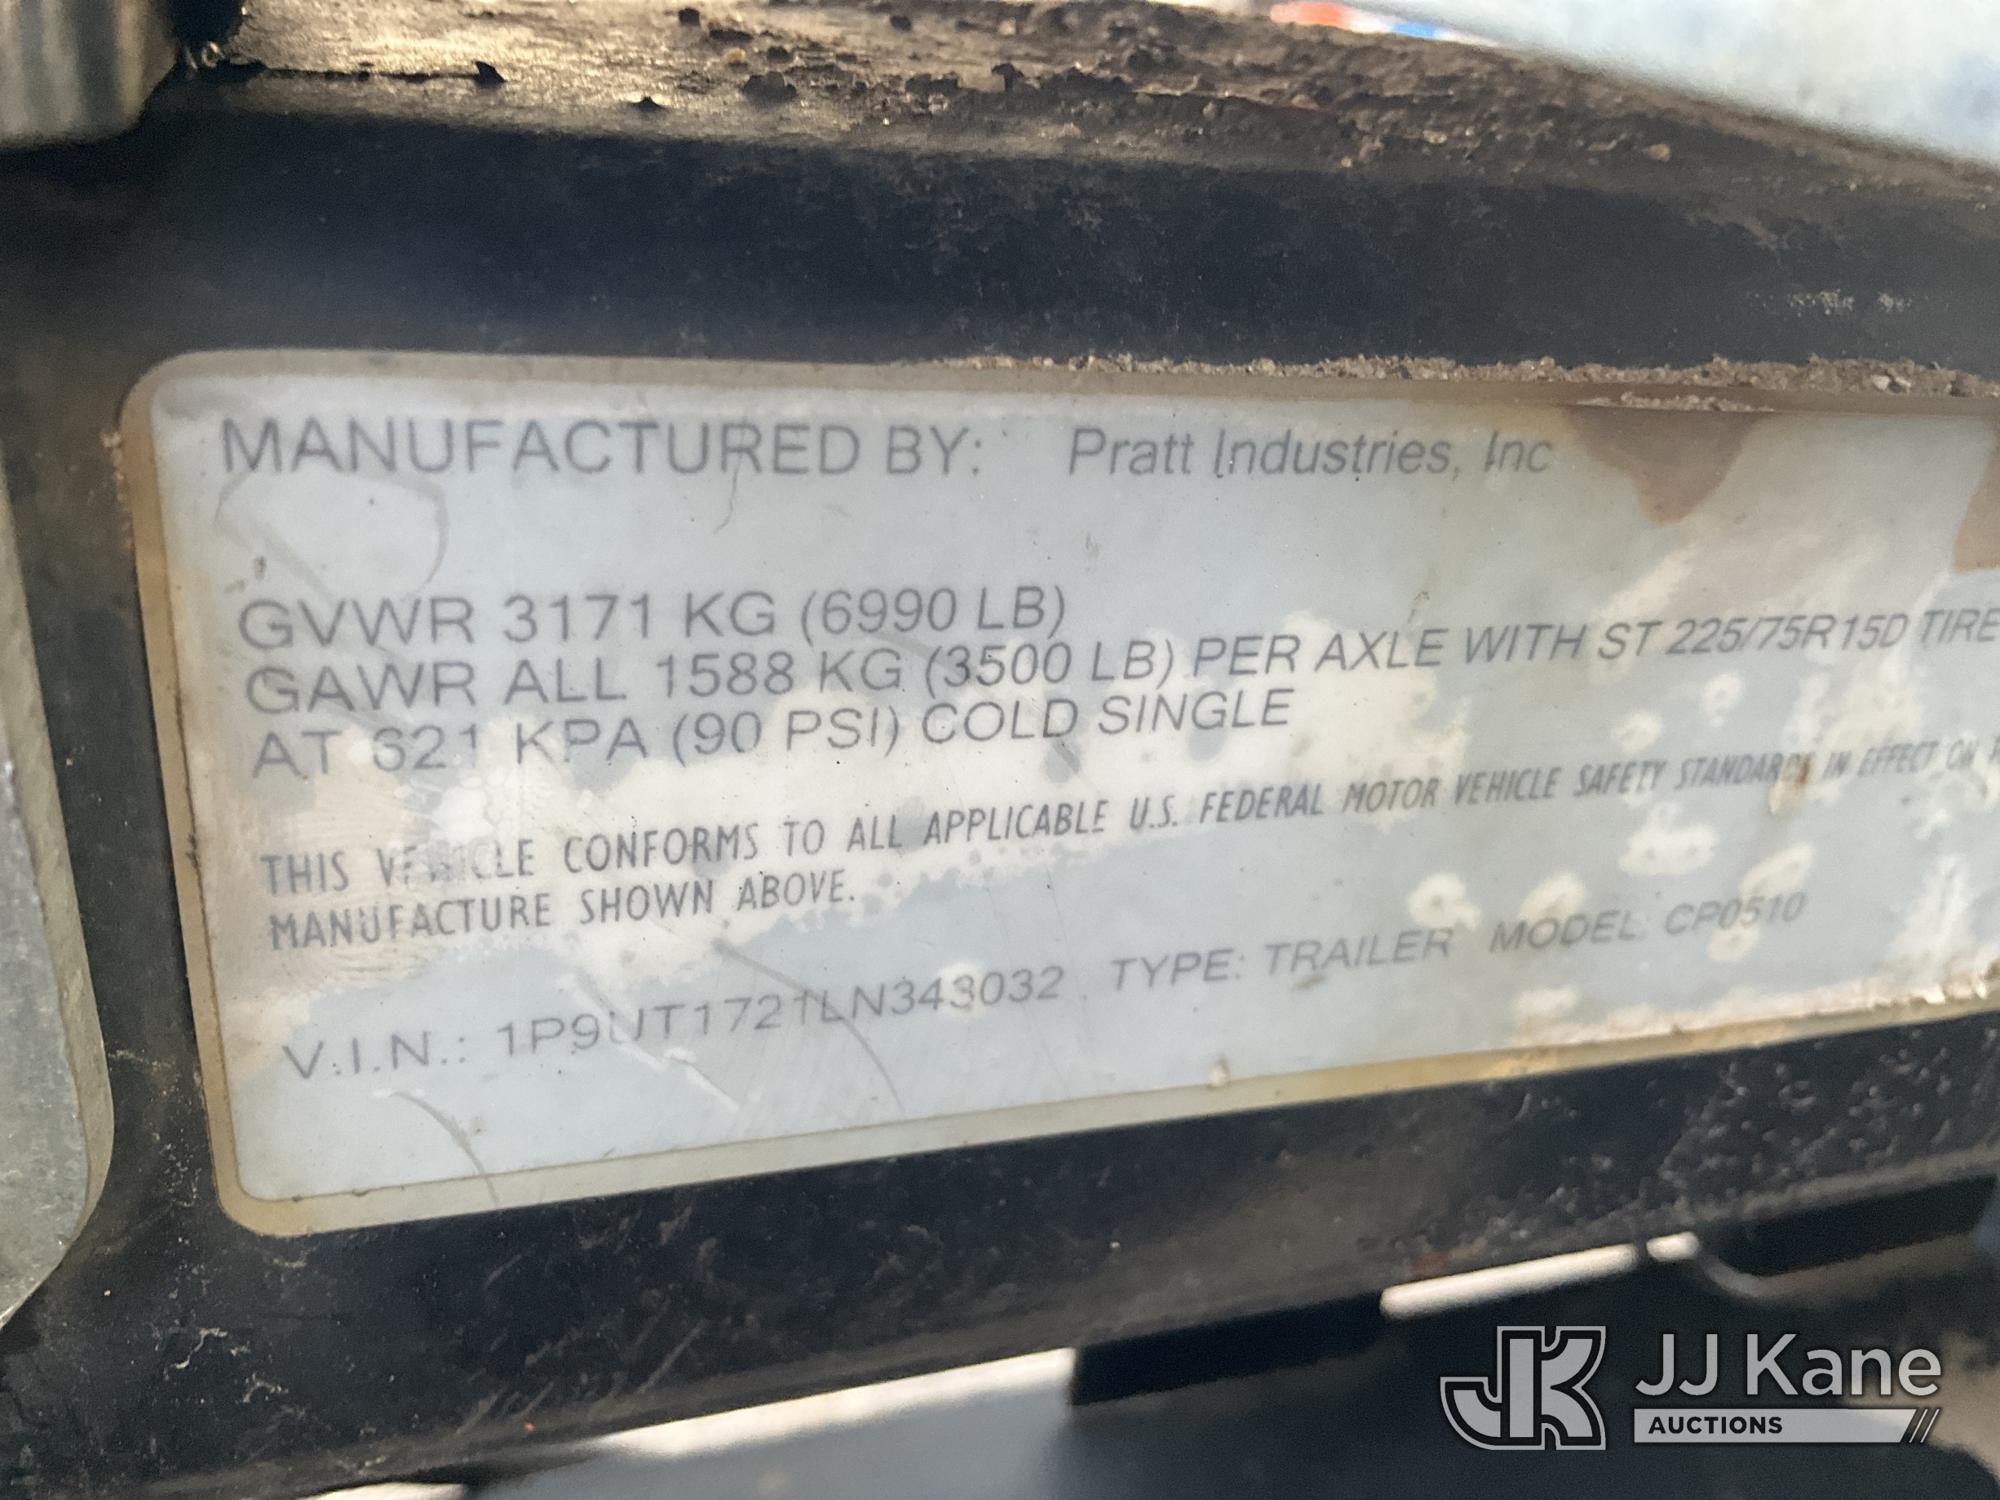 MANUFACTURED BY: Pratt Industries, Inc
GVWR 3171 KG (6990 LB)
GAWR ALL 1588 KG (3500 LB) PER AXLE WITH ST 225/75R15D TIRE
AT 621 KPA (90 PSI) COLD SINGLE
THIS VEHICLE CONFORMS TO ALL APPLICABLE U.S. FEDERAL MOTOR VEHICLE SAFETY STANDARDS IN EFFECT ON
MANUFACTURE SHOWN ABOVE.
V.I.N.: 1P9UT1721LN343032 TYPE: TRAILER MODEL: CP0510
JK JJ Kane
AUCTIONS